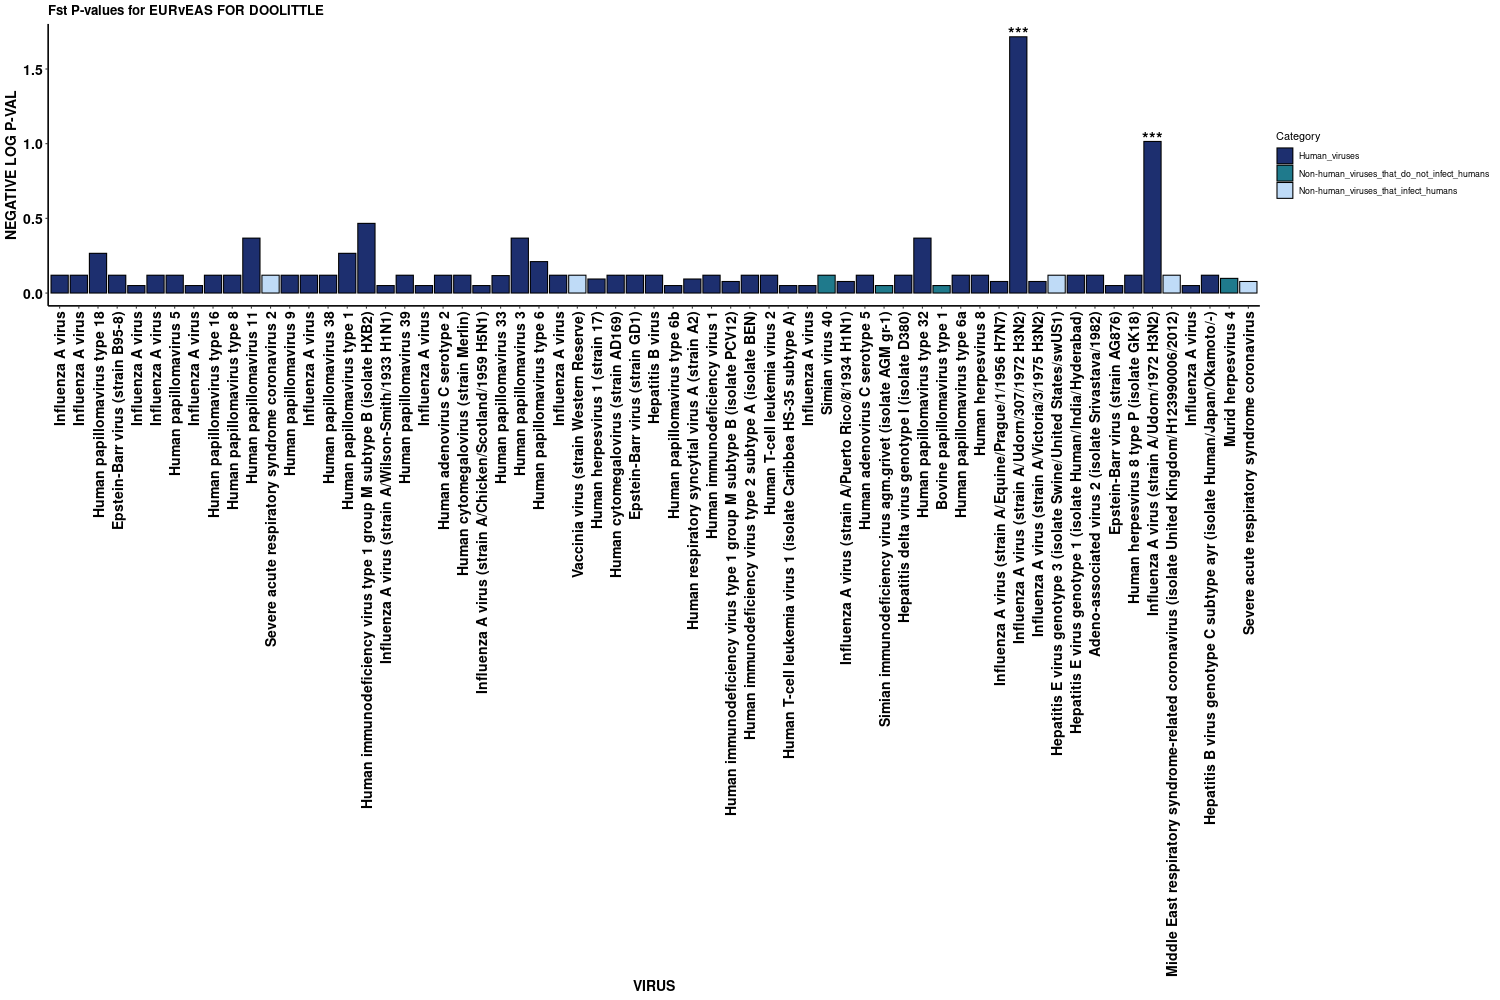 Fst P-values for EURvEAS FOR DOOLITTLE
NEGATIVE LOG P-VAL
1.5
1.0
0.5
0.0
***
***
Category
Human_viruses
Non-human_viruses_that_do_not_infect_humans
Non-human_viruses_that_infect_humans
Influenza A virus
Influenza A virus
Human papillomavirus type 18
Epstein-Barr virus (strain B95-8)
Influenza A virus
Influenza A virus
Human papillomavirus 5
Influenza A virus
Human papillomavirus type 16
Human papillomavirus type 8
Human papillomavirus 11
Severe acute respiratory syndrome coronavirus 2
Human papillomavirus 9
Influenza A virus
Human papillomavirus 38
Human papillomavirus type 1
Human immunodeficiency virus type 1 group M subtype B (isolate HXB2)
Influenza A virus (strain A/Wilson-Smith/1933 H1N1)
Human papillomavirus 39
Influenza A virus
Human adenovirus C serotype 2
Human cytomegalovirus (strain Merlin)
Influenza A virus (strain A/Chicken/Scotland/1959 H5N1)
Human papillomavirus 33
Human papillomavirus 3
Human papillomavirus type 6
Influenza A virus
Vaccinia virus (strain Western Reserve)
Human herpesvirus 1 (strain 17)
Human cytomegalovirus (strain AD169)
Epstein-Barr virus (strain GD1)
Hepatitis B virus
Human papillomavirus type 6b
Human respiratory syncytial virus A (strain A2)
Human immunodeficiency virus 1
Human immunodeficiency virus type 1 group M subtype B (isolate PCV12)
Human immunodeficiency virus type 2 subtype A (isolate BEN)
Human T-cell leukemia virus 2
Human T-cell leukemia virus 1 (isolate Caribbea HS-35 subtype A)
Influenza A virus
Simian virus 40
Influenza A virus (strain A/Puerto Rico/8/1934 H1N1)
Human adenovirus C serotype 5
Simian immunodeficiency virus agm.grivet (isolate AGM gr-1)
Hepatitis delta virus genotype I (isolate D380)
Human papillomavirus type 32
Bovine papillomavirus type 1
Human papillomavirus type 6a
Human herpesvirus 8
Influenza A virus (strain A/Equine/Prague/1/1956 H7N7)
Influenza A virus (strain A/Udorn/307/1972 H3N2)
Influenza A virus (strain A/Victoria/3/1975 H3N2)
Hepatitis E virus genotype 3 (isolate Swine/United States/swUS1)
Hepatitis E virus genotype 1 (isolate Human/India/Hyderabad)
Adeno-associated virus 2 (isolate Srivastava/1982)
Epstein-Barr virus (strain AG876)
Human herpesvirus 8 type P (isolate GK18)
Influenza A virus (strain A/Udorn/1972 H3N2)
Middle East respiratory syndrome-related coronavirus (isolate United Kingdom/H123990006/2012)
Influenza A virus
Hepatitis B virus genotype C subtype ayr (isolate Human/Japan/Okamoto/-)
Murid herpesvirus 4
Severe acute respiratory syndrome coronavirus
VIRUS